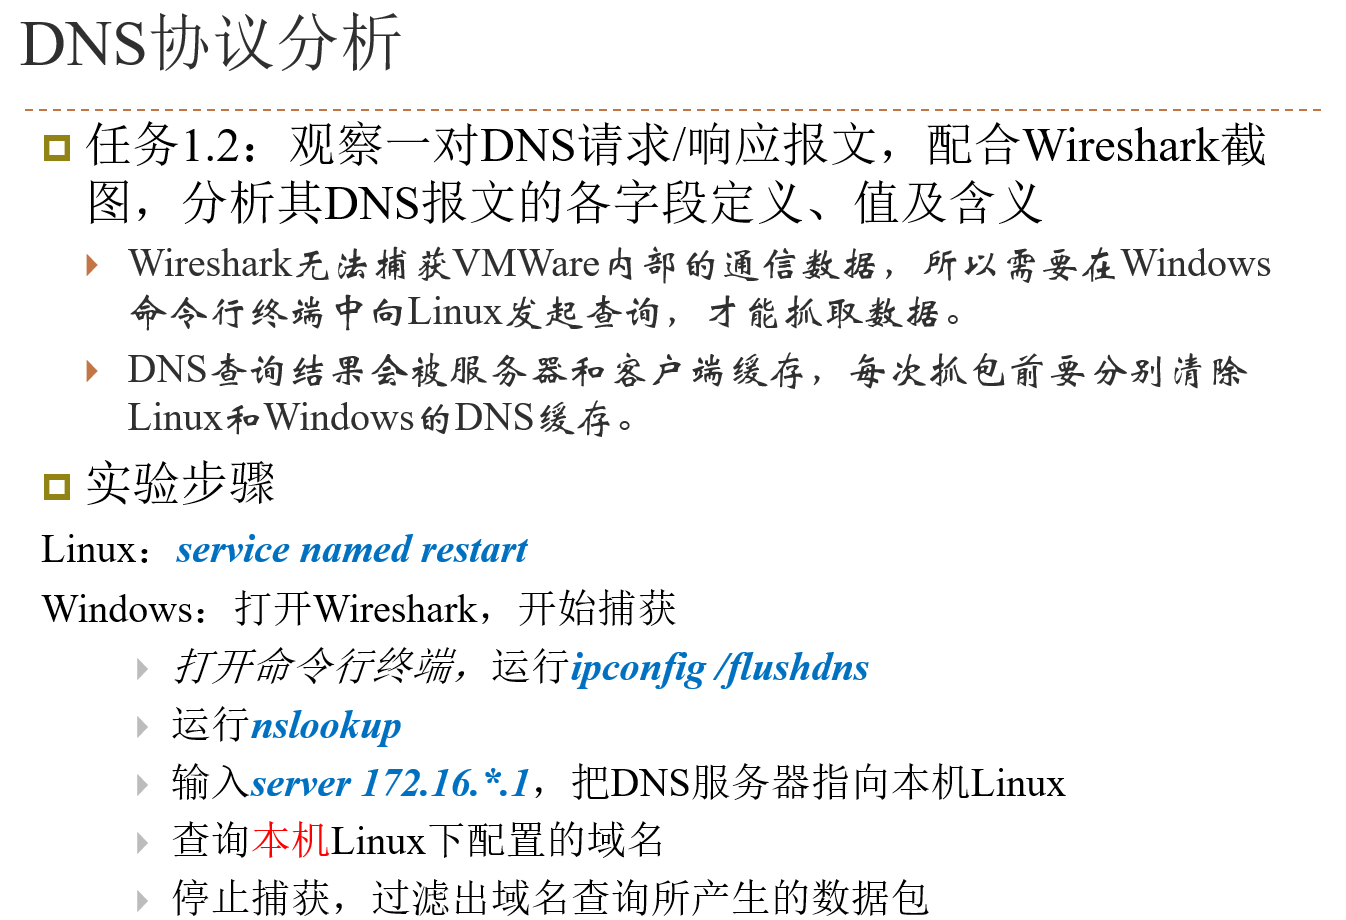 DNS协议分析
任务1.2：观察一对DNS请求/响应报文，配合Wireshark截
图，分析其DNS报文的各字段定义、值及含义
Wireshark无法捕获VMWare内部的通信数据，所以需要在Windows
命令行终端中向Linux发起查询，才能抓取数据。
DNS查询结果会被服务器和客户端缓存，每次抓包前要分别清除
Linux和Windows的DNS缓存。
实验步骤
Linux：service named restart
Windows：打开Wireshark，开始捕获
打开命令行终端，运行ipconfig /flushdns
运行nslookup
输入server 172.16.*.1，把DNS服务器指向本机Linux
查询本机Linux下配置的域名
停止捕获，过滤出域名查询所产生的数据包